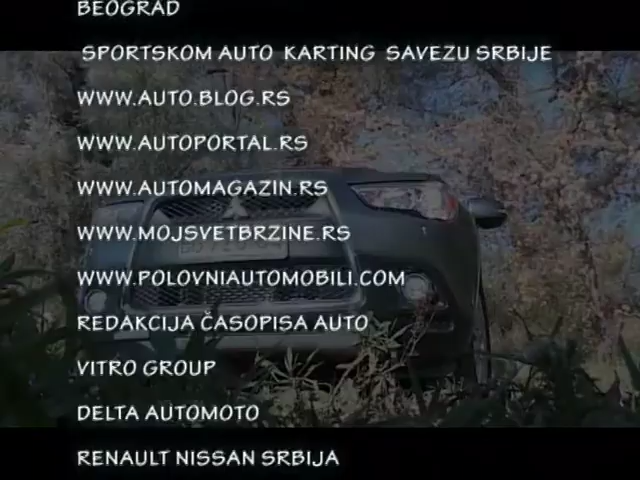 BEOGRAD
SPORTSKOM AUTO KARTING SAVEZU SRBIJE
WWW.AUTO.BLOG.RS
WWW.AUTOPORTAL.RS
WWW.AUTOMAGAZIN.RS
WWW.MOJSVETBRZINE.RS
WWW.POLOVNIAUTOMOBILI.COM
REDAKCIJA ČASOPISA AUTO
VITRO GROUP
DELTA AUTOMOTO
RENAULT NISSAN SRBIJA